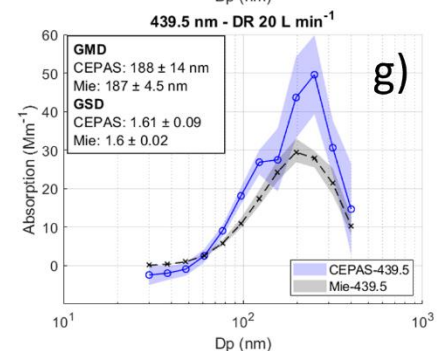 Dp (nm)
439.5 nm - DR 20 L min⁻¹
GMD
CEPAS: 188 ± 14 nm
Mie: 187 ± 4.5 nm
GSD
CEPAS: 1.61 ± 0.09
Mie: 1.6 ± 0.02
g)
60
50
40
30
20
10
0
Absorption (Mm⁻¹)
CEPAS-439.5
Mie-439.5
10¹ 10² 10³
Dp (nm)